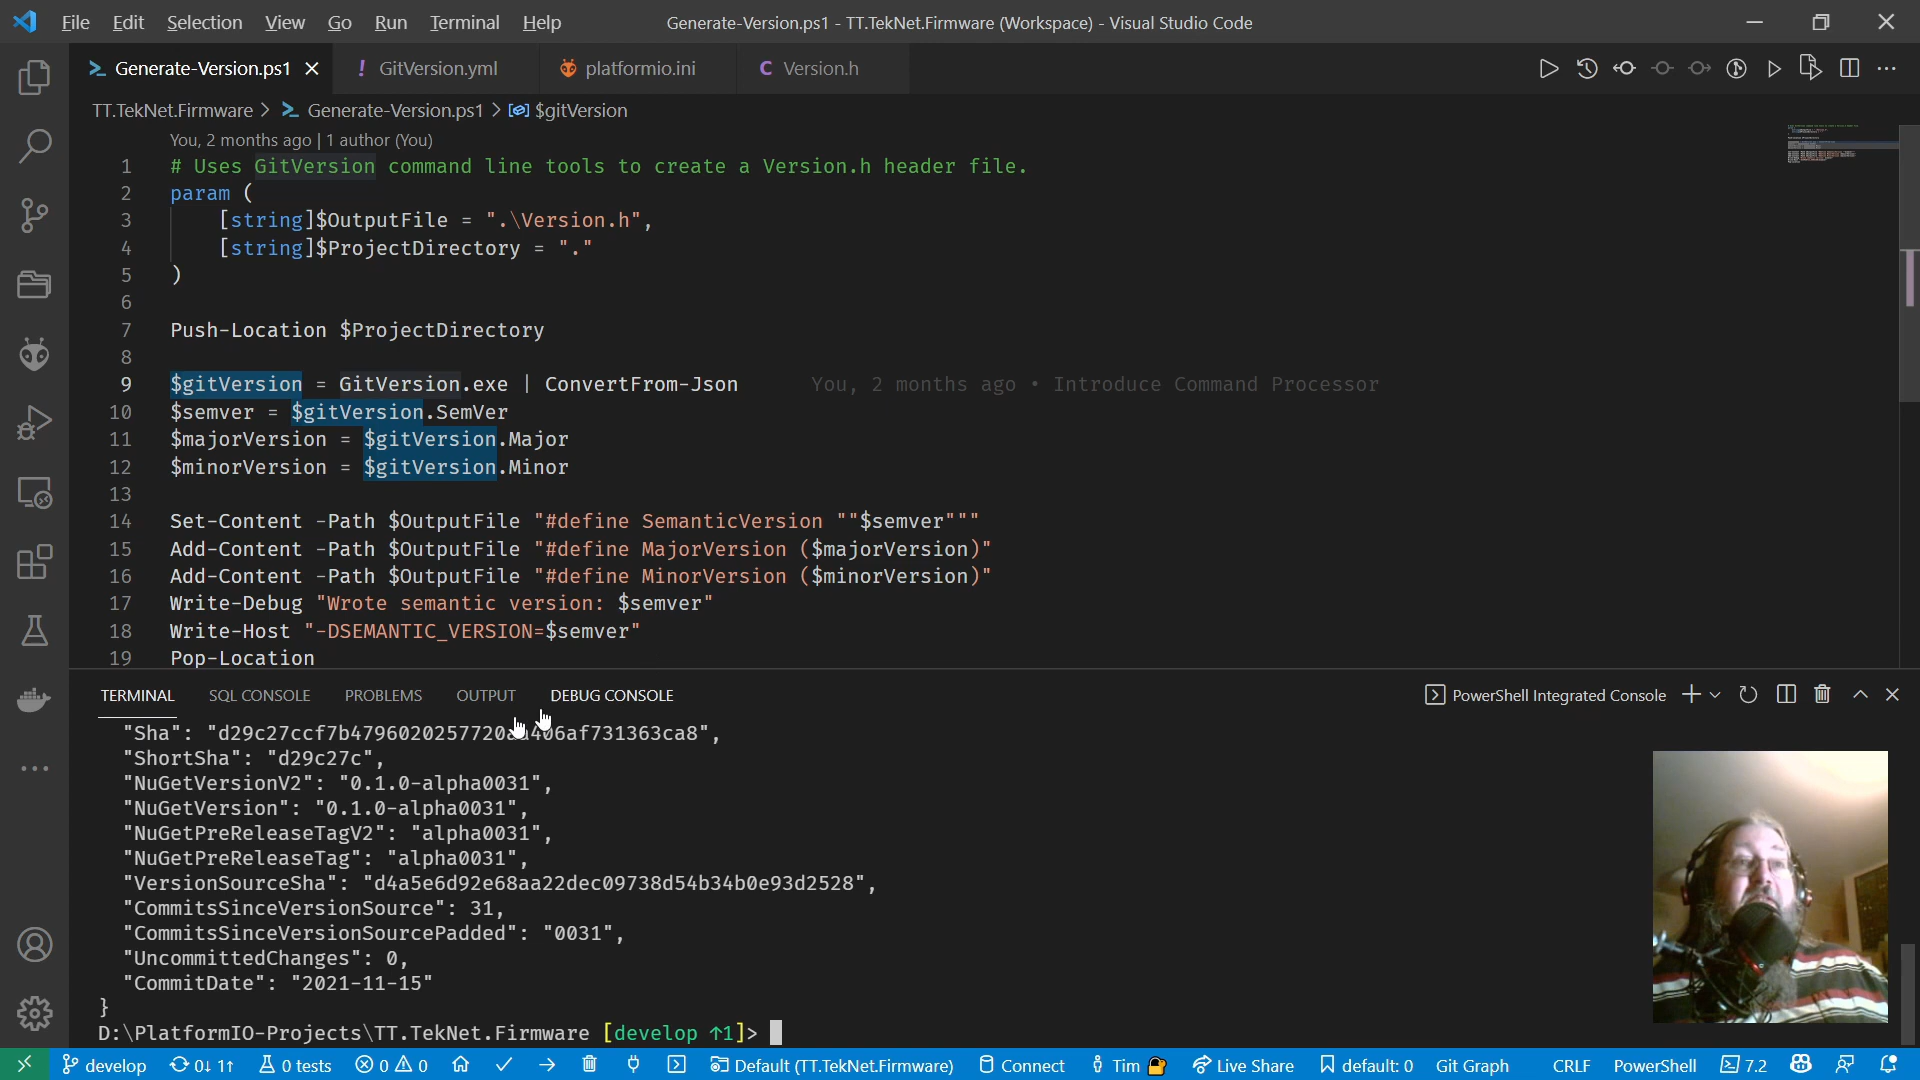 File Edit Selection View Go Run Terminal Help Generate-Version.ps1 - TT.TekNet.Firmware (Workspace) - Visual Studio Code
Generate-Version.ps1 GitVersion.yml platformio.ini Version.h
TT.TekNet.Firmware > Generate-Version.ps1 > $gitVersion
You, 2 months ago | 1 author (You)
1 # Uses GitVersion command line tools to create a Version.h header file.
2 param (
3 [string]$OutputFile = ".\Version.h",
4 [string]$ProjectDirectory = "."
5 )
6
7 Push-Location $ProjectDirectory
8
9 $gitVersion = GitVersion.exe | ConvertFrom-Json You, 2 months ago • Introduce Command Processor
10 $semver = $gitVersion.SemVer
11 $majorVersion = $gitVersion.Major
12 $minorVersion = $gitVersion.Minor
13
14 Set-Content -Path $OutputFile "#define SemanticVersion ""$semver"""
15 Add-Content -Path $OutputFile "#define MajorVersion ($majorVersion)"
16 Add-Content -Path $OutputFile "#define MinorVersion ($minorVersion)"
17 Write-Debug "Wrote semantic version: $semver"
18 Write-Host "-DSEMANTIC_VERSION=$semver"
19 Pop-Location
TERMINAL SQL CONSOLE PROBLEMS OUTPUT DEBUG CONSOLE PowerShell Integrated Console
"Sha":
"ShortSha": "d29c27c",
"NuGetVersionV2": "0.1.0-alpha0031",
"NuGetVersion": "0.1.0-alpha0031",
"NuGetPreReleaseTagV2": "alpha0031",
"NuGetPreReleaseTag": "alpha0031",
"VersionSourceSha": "d4a5e6d92e68aa22dec09738d54b34b0e93d2528",
"CommitsSinceVersionSource": 31,
"CommitsSinceVersionSourcePadded": "0031",
"UncommittedChanges": 0,
"CommitDate": "2021-11-15"
}
D:\PlatformIO-Projects\TT.TekNet.Firmware [develop ↑1]>
develop 0↓ 1↑ 0 tests 0 0 Default (TT.TekNet.Firmware) Connect Tim Live Share default: 0 Git Graph CRLF PowerShell 7.2